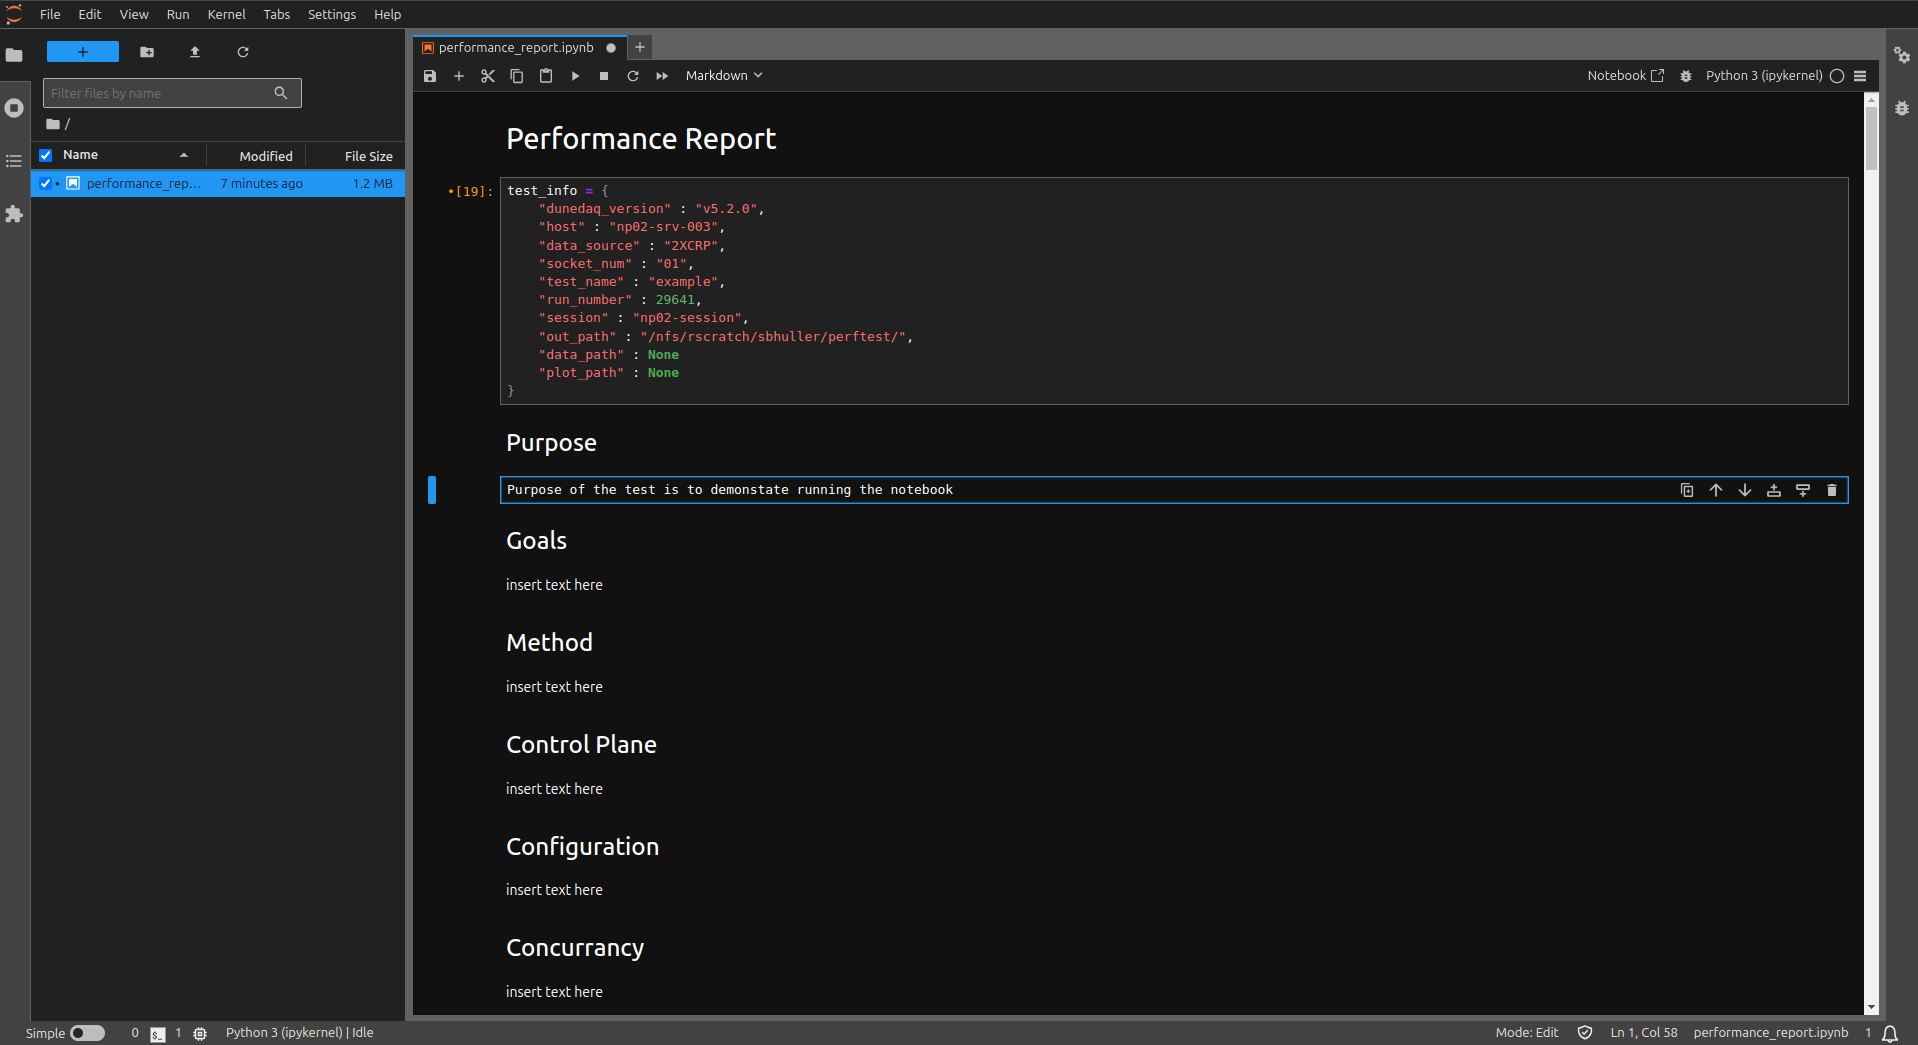 File Edit View Run Kernel Tabs Settings Help
+
Filter files by name
/
Name Modified File Size
performance_rep... 7 minutes ago 1.2 MB
performance_report.ipynb
Markdown
Notebook Python 3 (ipykernel)
Performance Report
•[19]:
test_info = {
"dunedaq_version" : "v5.2.0",
"host" : "np02-srv-003",
"data_source" : "2XCRP",
"socket_num" : "01",
"test_name" : "example",
"run_number" : 29641,
"session" : "np02-session",
"out_path" : "/nfs/rscratch/sbhuller/perftest/",
"data_path" : None
"plot_path" : None
}
Purpose
Purpose of the test is to demonstate running the notebook
Goals
insert text here
Method
insert text here
Control Plane
insert text here
Configuration
insert text here
Concurrancy
insert text here
Simple 0 $_ 1 Python 3 (ipykernel) | Idle
Mode: Edit Ln 1, Col 58 performance_report.ipynb 1